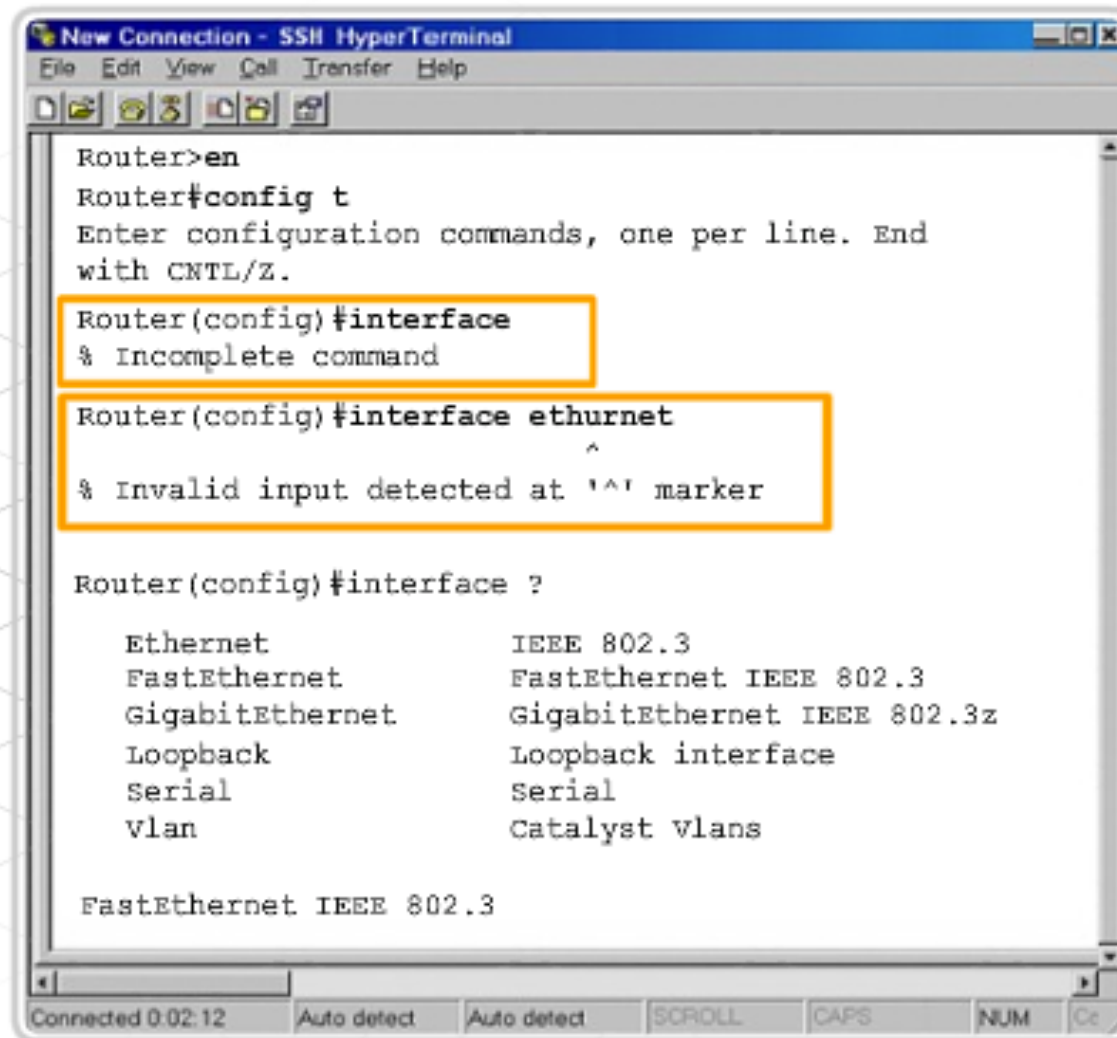 New Connection - SSH HyperTerminal
File Edit View Call Transfer Help
Router>en
Router#config t
Enter configuration commands, one per line. End
with CNTL/Z.
Router(config)#interface
% Incomplete command
Router(config)#interface ethurnet
^
% Invalid input detected at '^' marker
Router(config)#interface ?
Ethernet IEEE 802.3
FastEthernet FastEthernet IEEE 802.3
GigabitEthernet GigabitEthernet IEEE 802.3z
Loopback Loopback interface
Serial Serial
Vlan Catalyst Vlans
FastEthernet IEEE 802.3
Connected 0:02:12 Auto detect Auto detect SCROLL CAPS NUM